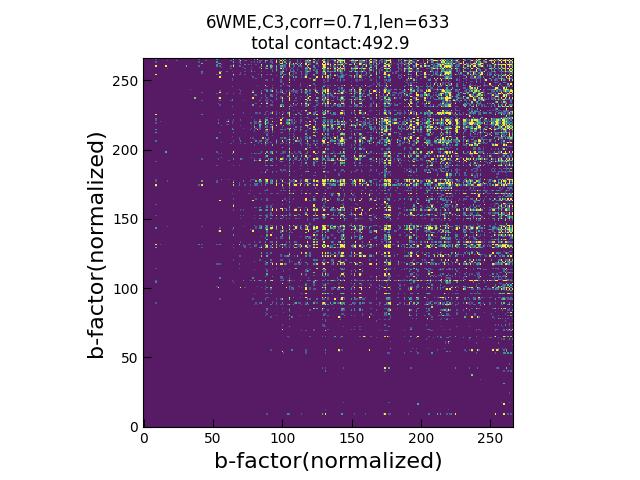 6WME,C3,corr=0.71,len=633
total contact:492.9
b-factor(normalized)
250
200
150
100
50
0
0 50 100 150 200 250
b-factor(normalized)